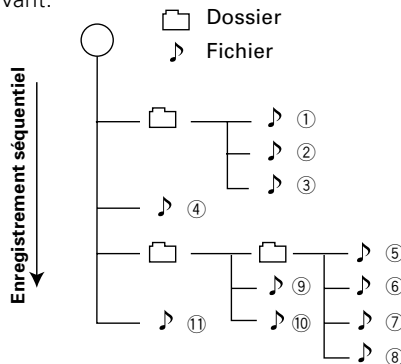 vant.
Dossier
Fichier
Enregistrement séquentiel
①
②
③
④
⑤
⑨ ⑥
⑪ ⑩ ⑦
⑧